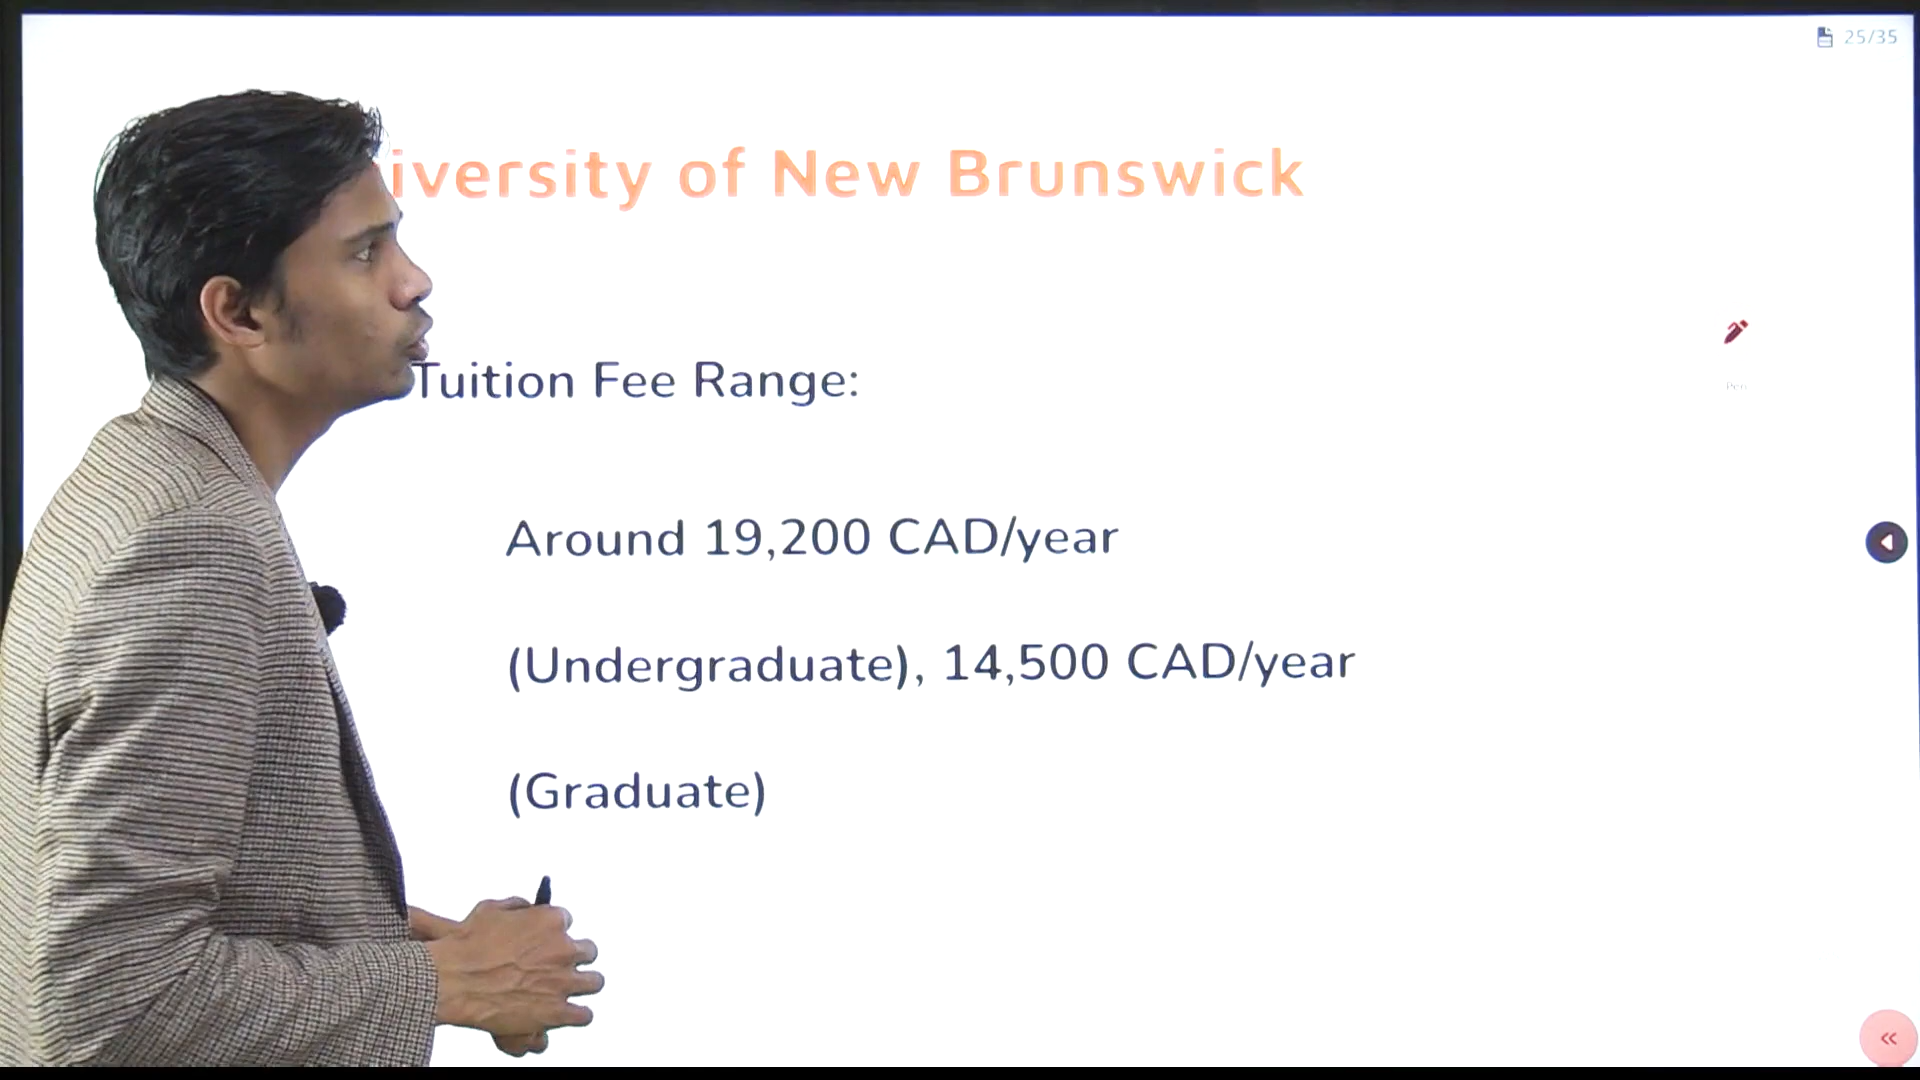 25/35
iversity of New Brunswick
Tuition Fee Range:
Pen
Around 19,200 CAD/year
(Undergraduate), 14,500 CAD/year
(Graduate)